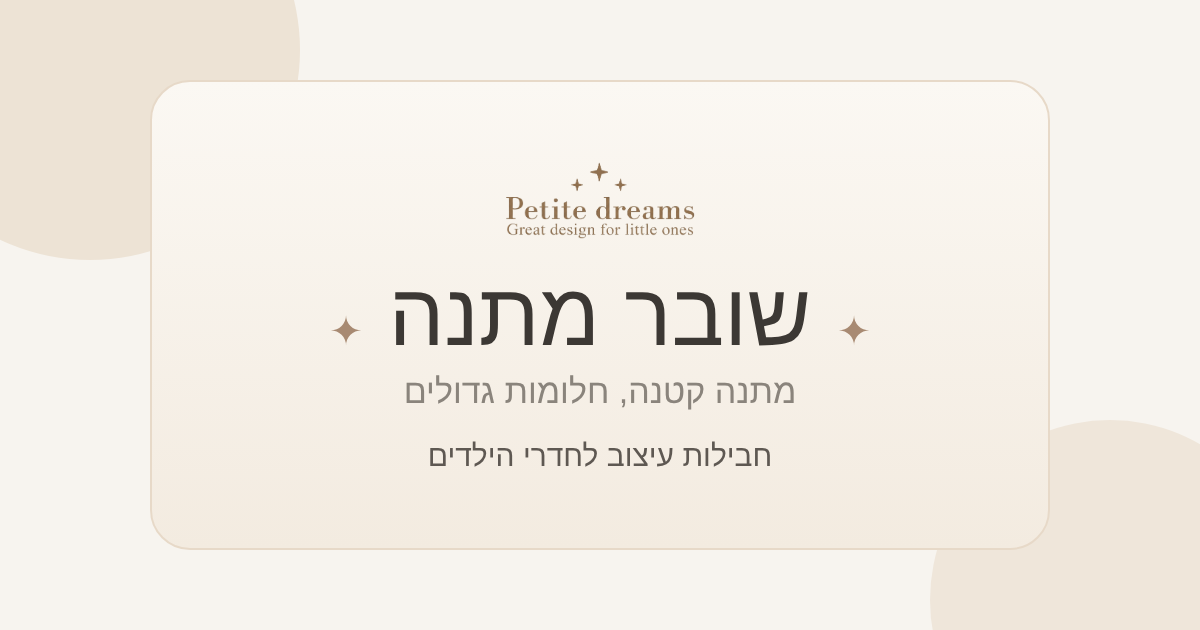 Petite dreams
Great design for little ones
שובר מתנה
מתנה קטנה, חלומות גדולים
חבילות עיצוב לחדרי הילדים